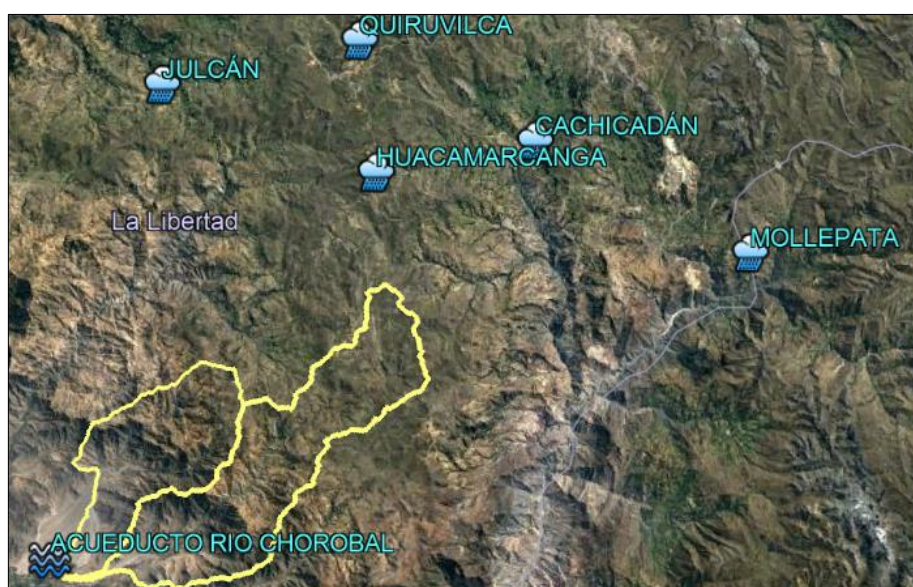 QUIRUVILCA
JULCÁN
CACHICADÁN
HUACAMARCANGA
La Libertad
MOLLEPATA
ACUEDUCTO RIO CHOROBAL